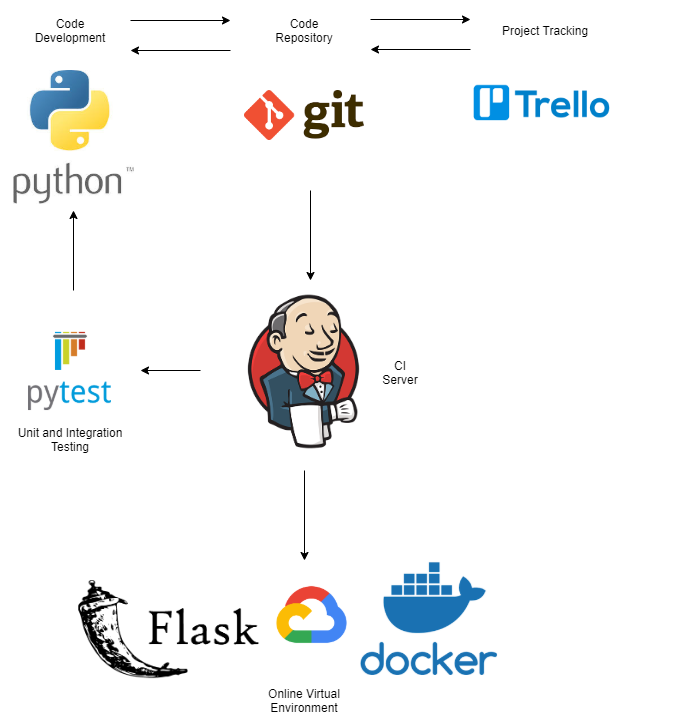 Code
Development
Code
Repository
Project Tracking
python™
git
Trello
pytest
Unit and Integration
Testing
CI
Server
Flask
docker
Online Virtual
Environment